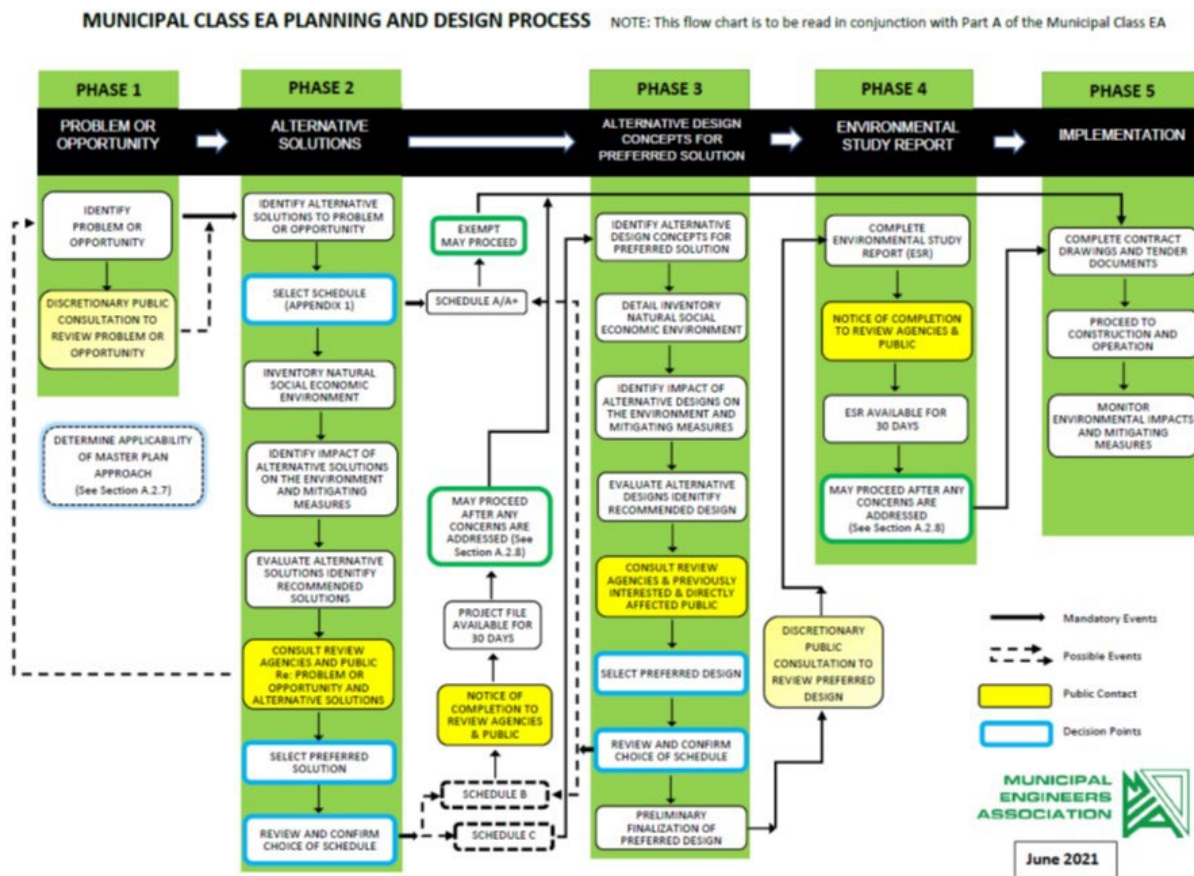 MUNICIPAL CLASS EA PLANNING AND DESIGN PROCESS NOTE: This flow chart is to be read in conjunction with Part A of the Municipal Class EA
PHASE 1
PROBLEM OR
OPPORTUNITY
IDENTIFY
PROBLEM OR
OPPORTUNITY
DISCRETIONARY PUBLIC
CONSULTATION TO
REVIEW PROBLEM OR
OPPORTUNITY
DETERMINE APPLICABILITY
OF MASTER PLAN
APPROACH
(See Section A.2.7)
PHASE 2
ALTERNATIVE
SOLUTIONS
IDENTIFY ALTERNATIVE
SOLUTIONS TO PROBLEM
OR OPPORTUNITY
SELECT SCHEDULE
(APPENDIX 1)
INVENTORY NATURAL
SOCIAL ECONOMIC
ENVIRONMENT
IDENTIFY IMPACT OF
ALTERNATIVE SOLUTIONS
ON THE ENVIRONMENT
AND MITIGATING
MEASURES
EVALUATE ALTERNATIVE
SOLUTIONS IDENITIFY
RECOMMENDED
SOLUTIONS
CONSULT REVIEW
AGENCIES AND PUBLIC
Re: PROBLEM OR
OPPORTUNITY AND
ALTERNATIVE SOLUTIONS
SELECT PREFERRED
SOLUTION
REVIEW AND CONFIRM
CHOICE OF SCHEDULE
EXEMPT
MAY PROCEED
SCHEDULE A/A+
MAY PROCEED
AFTER ANY
CONCERNS ARE
ADDRESSED (See
Section A.2.8)
PROJECT FILE
AVAILABLE FOR
30 DAYS
NOTICE OF
COMPLETION TO
REVIEW AGENCIES
& PUBLIC
SCHEDULE B
SCHEDULE C
PHASE 3
ALTERNATIVE DESIGN
CONCEPTS FOR
PREFERRED SOLUTION
IDENTIFY ALTERNATIVE
DESIGN CONCEPTS FOR
PREFERRED SOLUTION
DETAIL INVENTORY
NATURAL SOCIAL
ECONOMIC ENVIRONMENT
IDENTIFY IMPACT OF
ALTERNATIVE DESIGNS ON
THE ENVIRONMENT AND
MITIGATING MEASURES
EVALUATE ALTERNATIVE
DESIGNS IDENITIFY
RECOMMENDED DESIGN
CONSULT REVIEW
AGENCIES & PREVIOUSLY
INTERESTED & DIRECTLY
AFFECTED PUBLIC
SELECT PREFERRED DESIGN
REVIEW AND CONFIRM
CHOICE OF SCHEDULE
PRELIMINARY
FINALIZATION OF
PREFERRED DESIGN
DISCRETIONARY
PUBLIC
CONSULTATION TO
REVIEW PREFERRED
DESIGN
PHASE 4
ENVIRONMENTAL
STUDY REPORT
COMPLETE
ENVIRONMENTAL STUDY
REPORT (ESR)
NOTICE OF COMPLETION
TO REVIEW AGENCIES &
PUBLIC
ESR AVAILABLE FOR
30 DAYS
MAY PROCEED AFTER ANY
CONCERNS ARE
ADDRESSED
(See Section A.2.8)
PHASE 5
IMPLEMENTATION
COMPLETE CONTRACT
DRAWINGS AND TENDER
DOCUMENTS
PROCEED TO
CONSTRUCTION AND
OPERATION
MONITOR
ENVIRONMENTAL IMPACTS
AND MITIGATING
MEASURES
Mandatory Events
Possible Events
Public Contact
Decision Points
MUNICIPAL
ENGINEERS
ASSOCIATION
June 2021